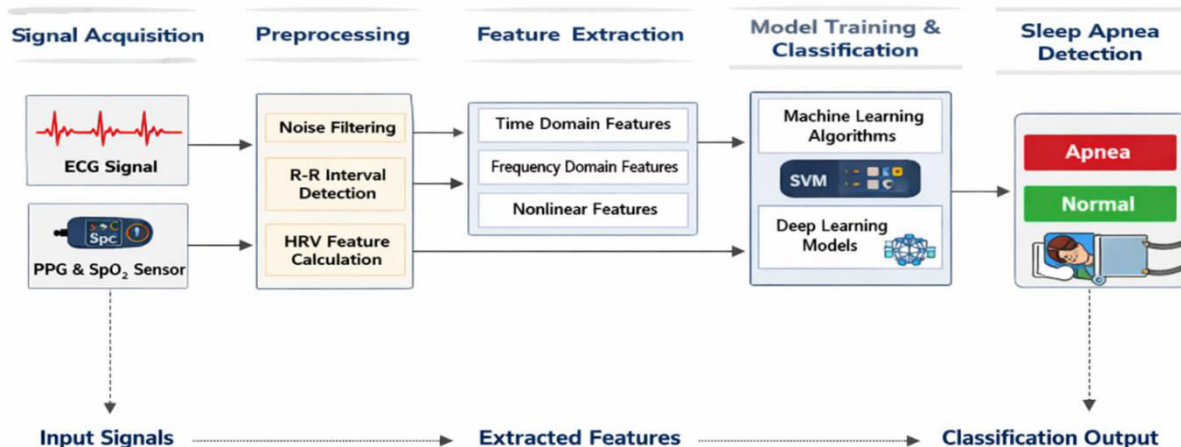 Signal Acquisition
Preprocessing
Feature Extraction
Model Training &
Classification
Sleep Apnea
Detection
ECG Signal
Spc
PPG & SpO₂ Sensor
Noise Filtering
R-R Interval
Detection
HRV Feature
Calculation
Time Domain Features
Frequency Domain Features
Nonlinear Features
Machine Learning
Algorithms
SVM
Deep Learning
Models
Apnea
Normal
Input Signals
Extracted Features
Classification Output